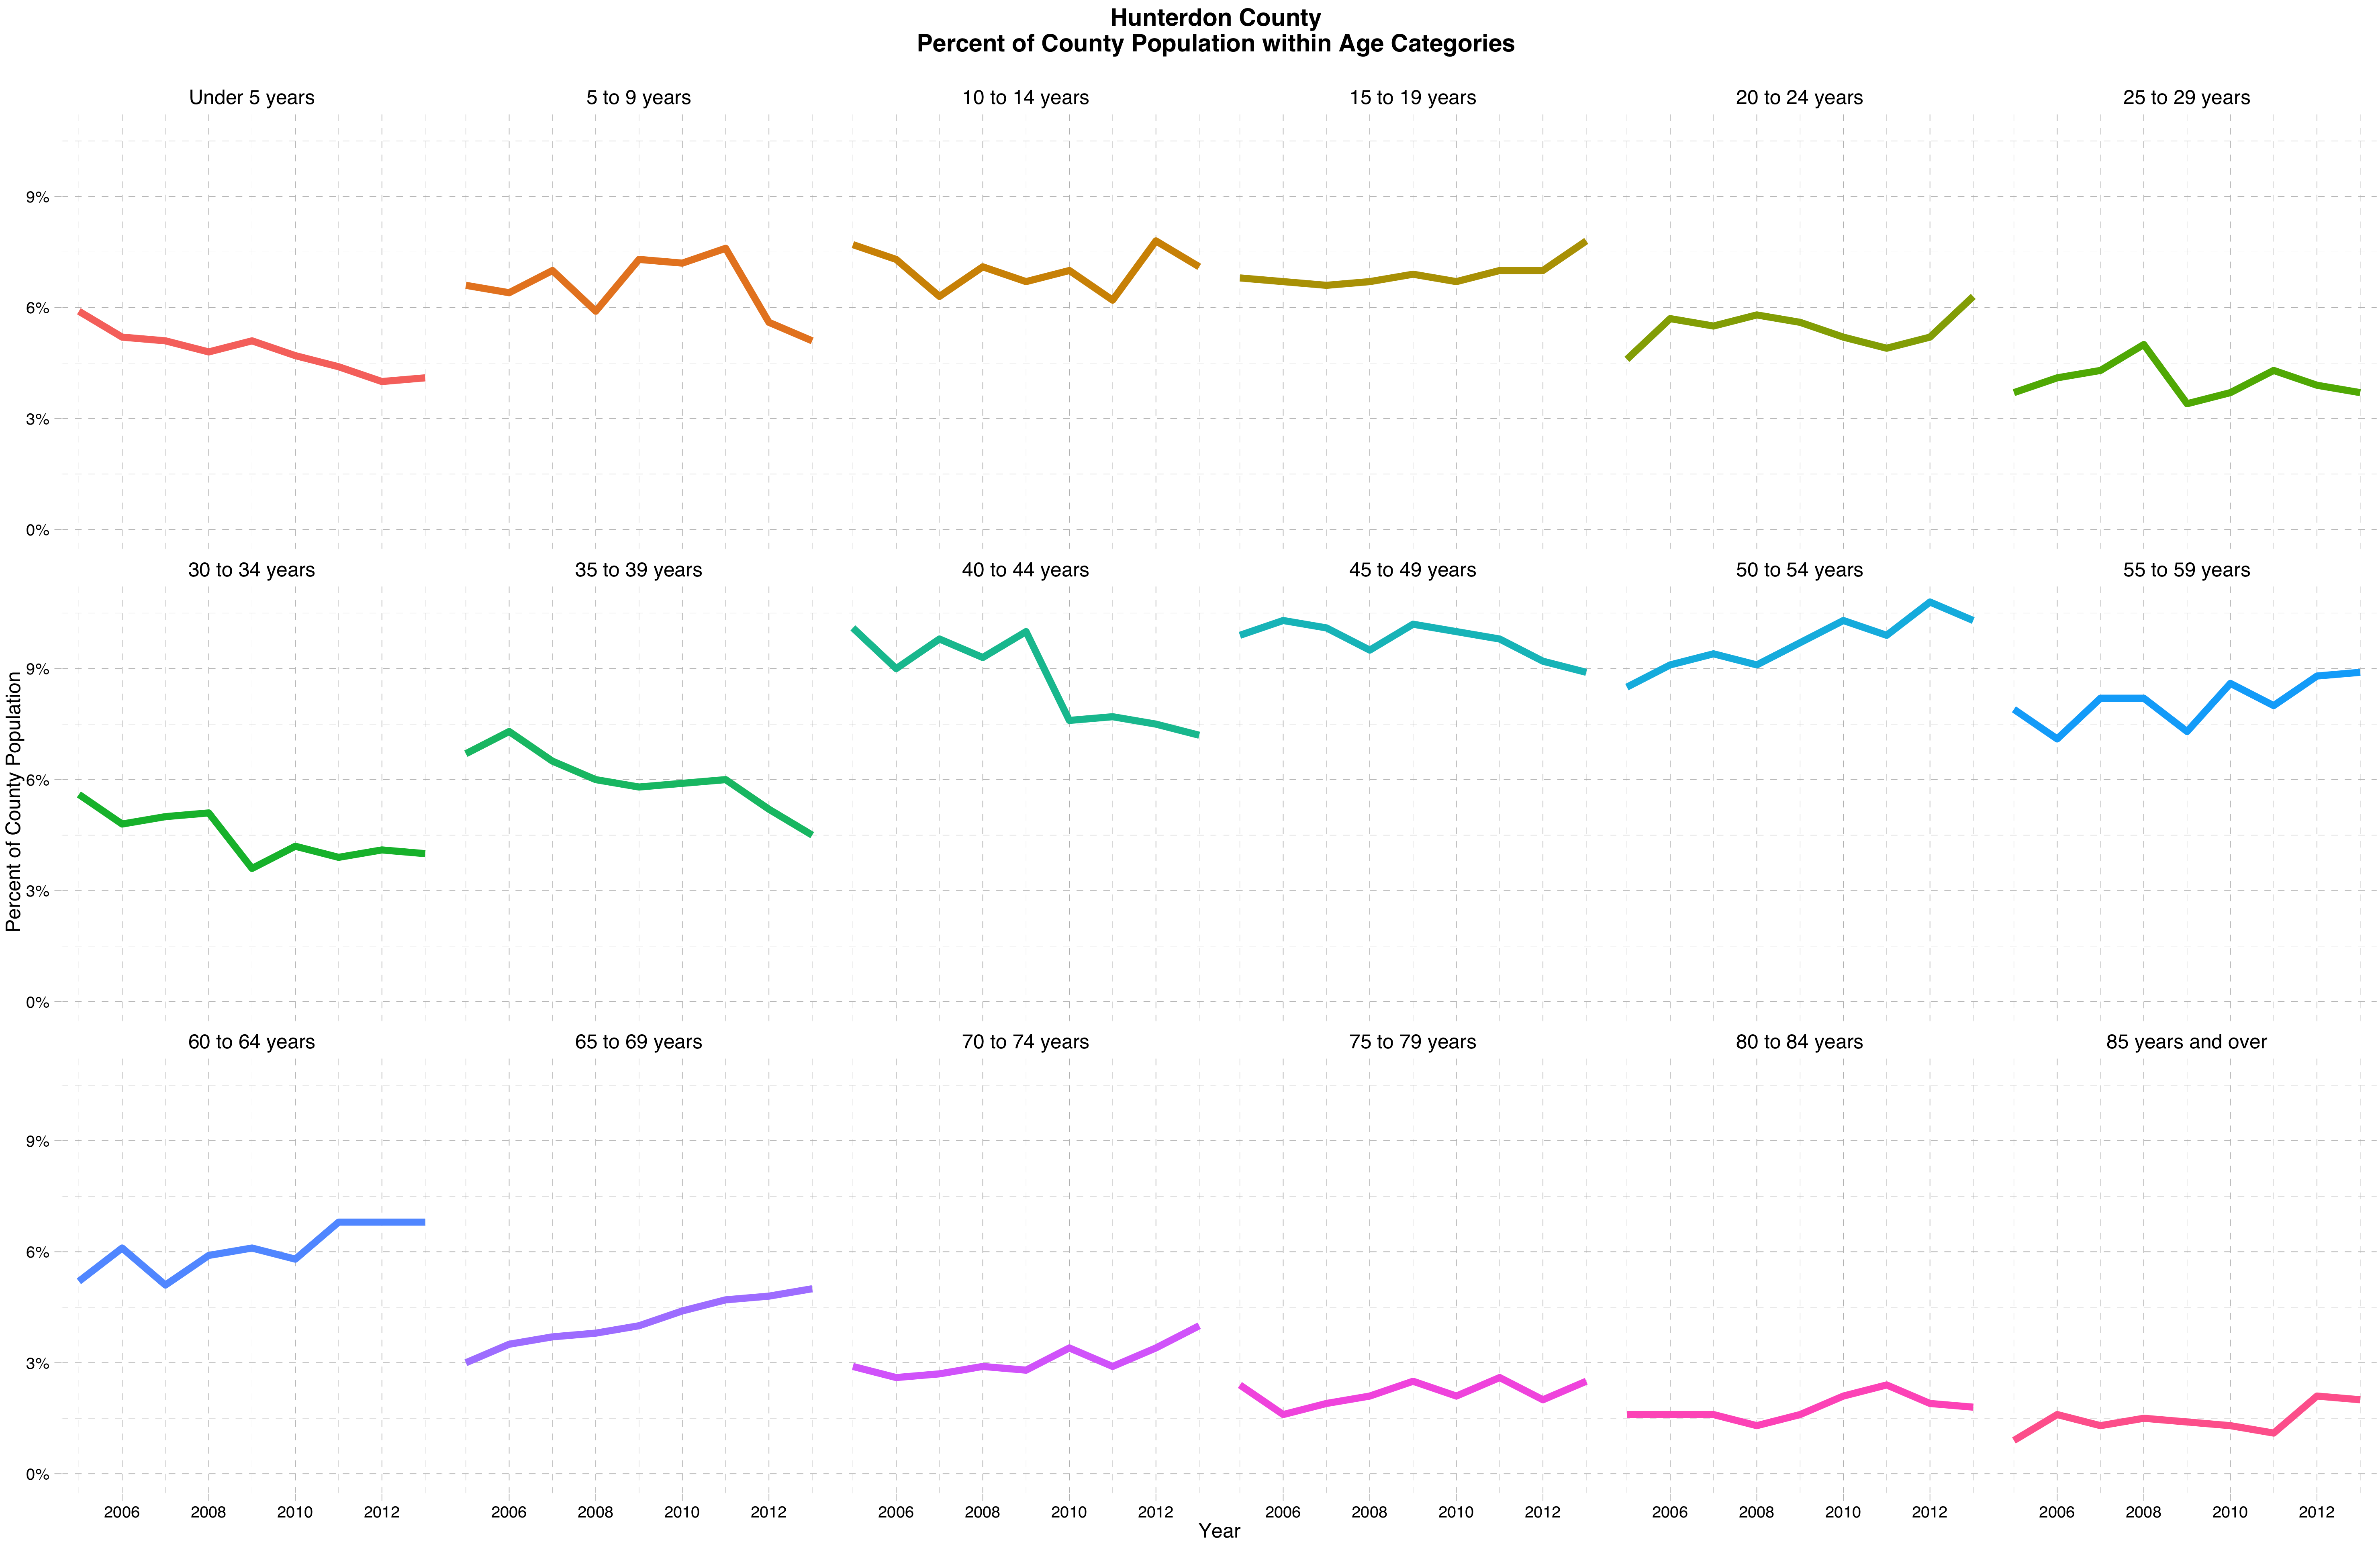 Hunterdon County
Percent of County Population within Age Categories
Under 5 years 5 to 9 years 10 to 14 years 15 to 19 years 20 to 24 years 25 to 29 years
9%
6%
3%
0%
30 to 34 years 35 to 39 years 40 to 44 years 45 to 49 years 50 to 54 years 55 to 59 years
Percent of County Population
9%
6%
3%
0%
60 to 64 years 65 to 69 years 70 to 74 years 75 to 79 years 80 to 84 years 85 years and over
9%
6%
3%
0%
2006 2008 2010 2012 2006 2008 2010 2012 2006 2008 2010 2012 2006 2008 2010 2012 2006 2008 2010 2012 2006 2008 2010 2012
Year